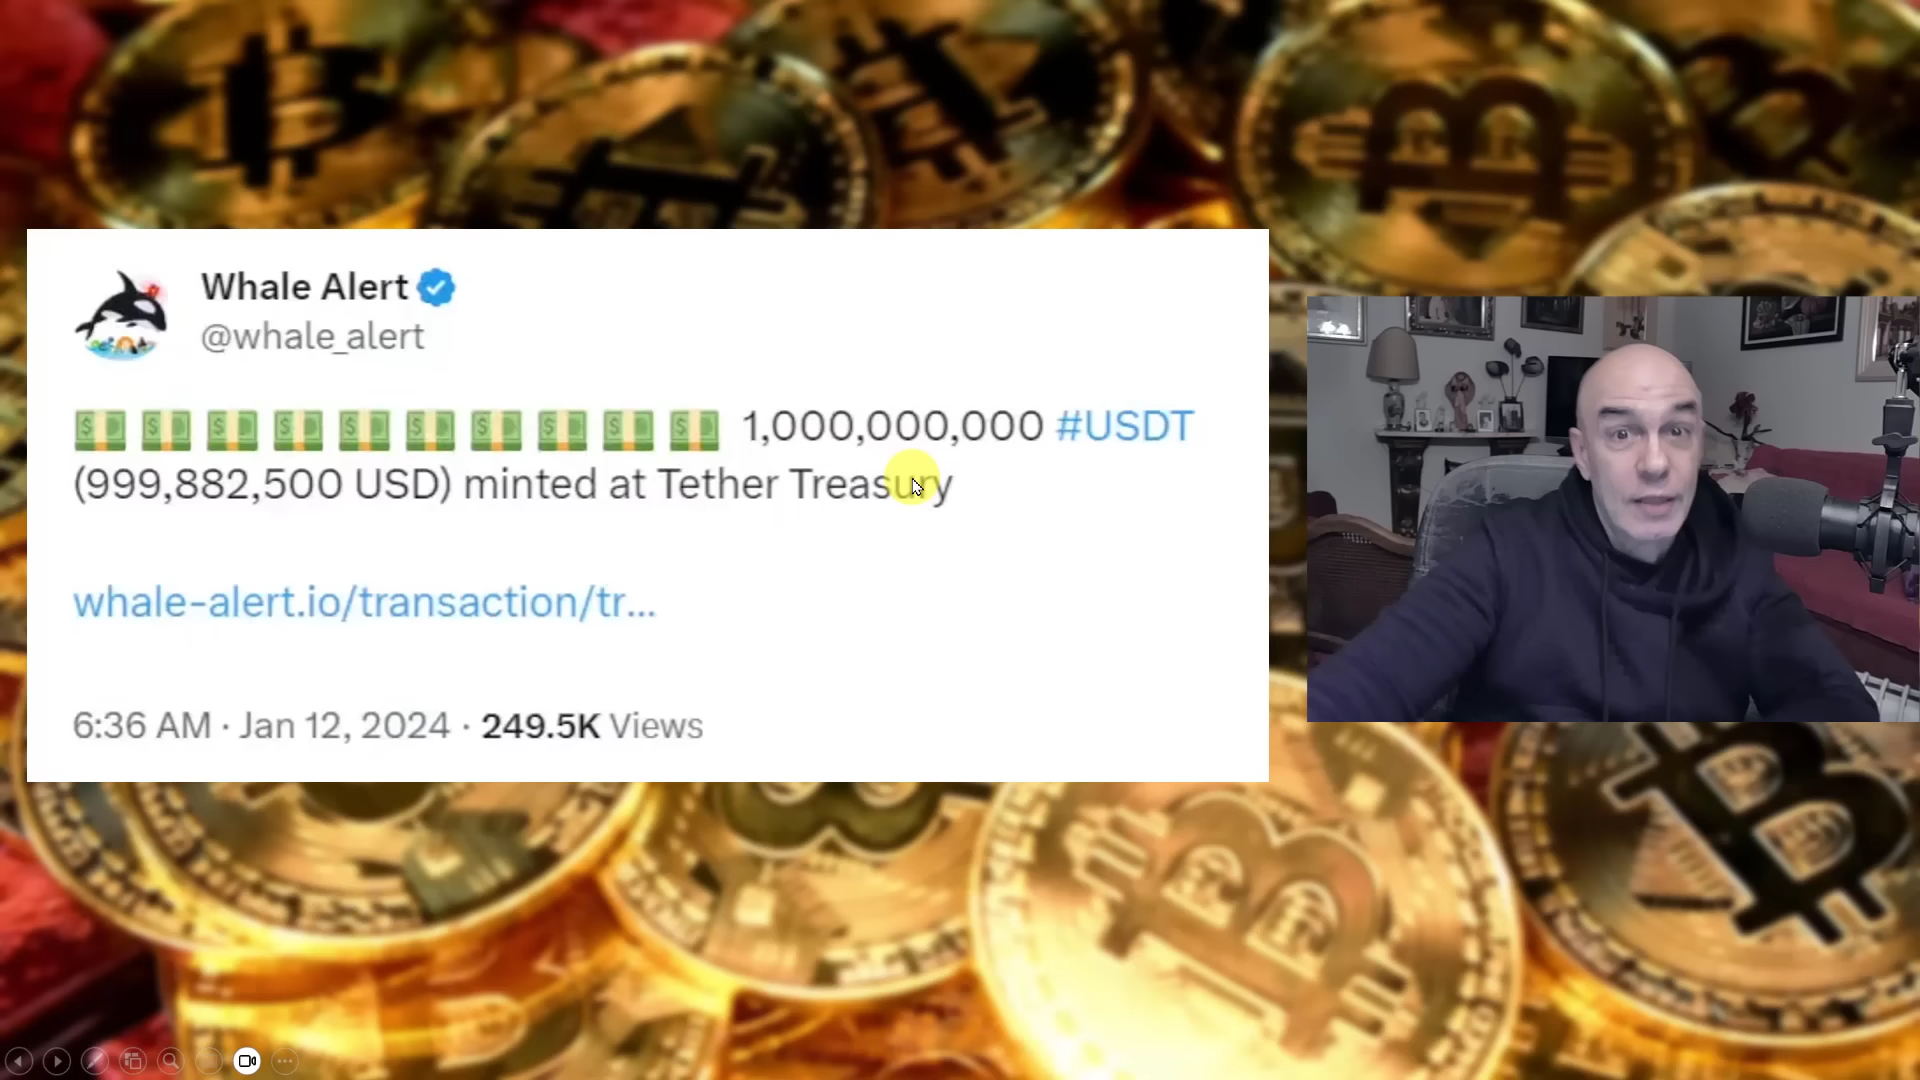 Whale Alert
@whale_alert
1,000,000,000 #USDT
(999,882,500 USD) minted at Tether Treasury
whale-alert.io/transaction/tr...
6:36 AM · Jan 12, 2024 · 249.5K Views